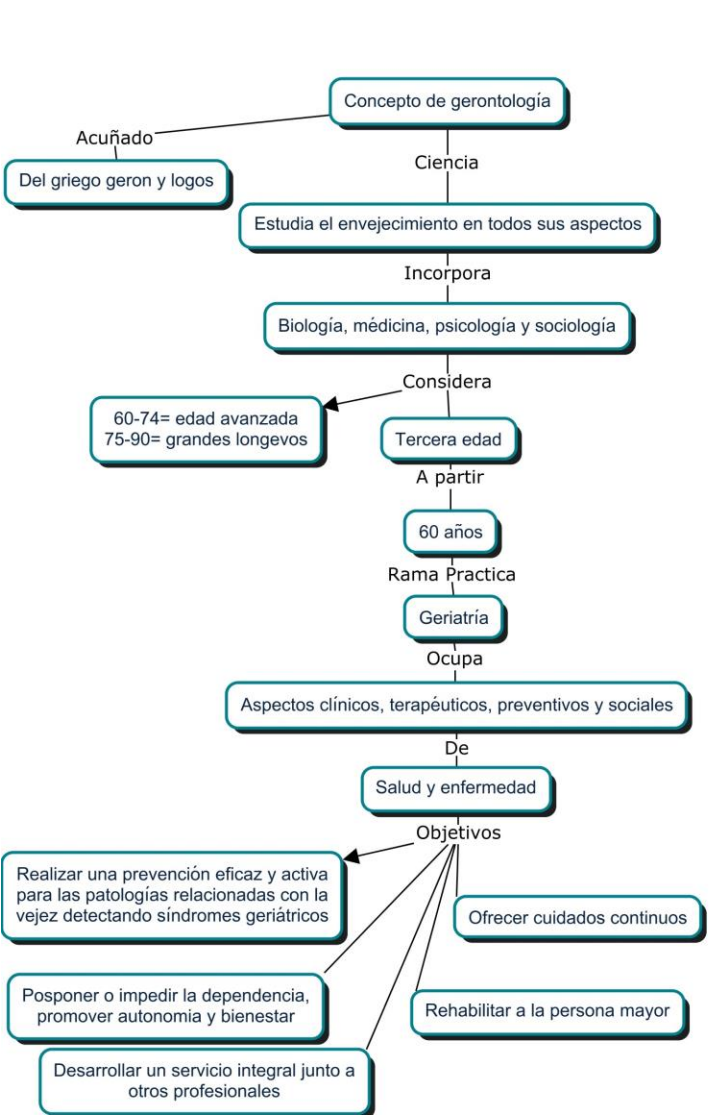 Concepto de gerontología
Acuñado
Del griego geron y logos
Ciencia
Estudia el envejecimiento en todos sus aspectos
Incorpora
Biología, médicina, psicología y sociología
Considera
60-74= edad avanzada
75-90= grandes longevos
Tercera edad
A partir
60 años
Rama Practica
Geriatría
Ocupa
Aspectos clínicos, terapéuticos, preventivos y sociales
De
Salud y enfermedad
Objetivos
Realizar una prevención eficaz y activa
para las patologías relacionadas con la
vejez detectando síndromes geriátricos
Ofrecer cuidados continuos
Posponer o impedir la dependencia,
promover autonomia y bienestar
Rehabilitar a la persona mayor
Desarrollar un servicio integral junto a
otros profesionales